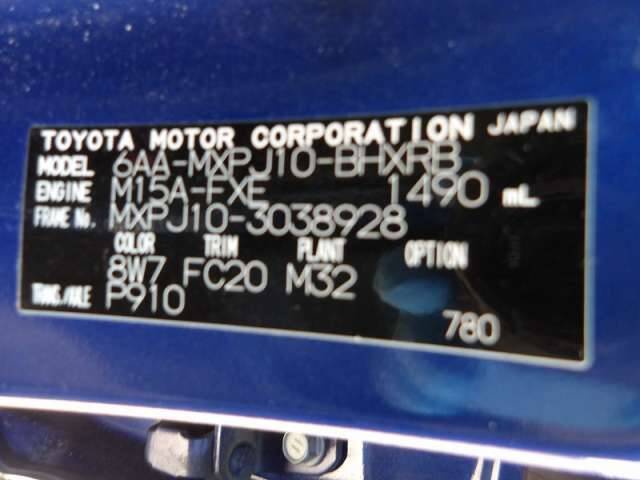 TOYOTA MOTOR CORPORATION JAPAN
MODEL 6AA-MXPJ10-BHXRB
ENGINE M15A-FXE 1490 mL
FRAME No. MXPJ10-3038928
COLOR TRIM PLANT OPTION
8W7 FC20 M32
TRANS./AXLE P910
780